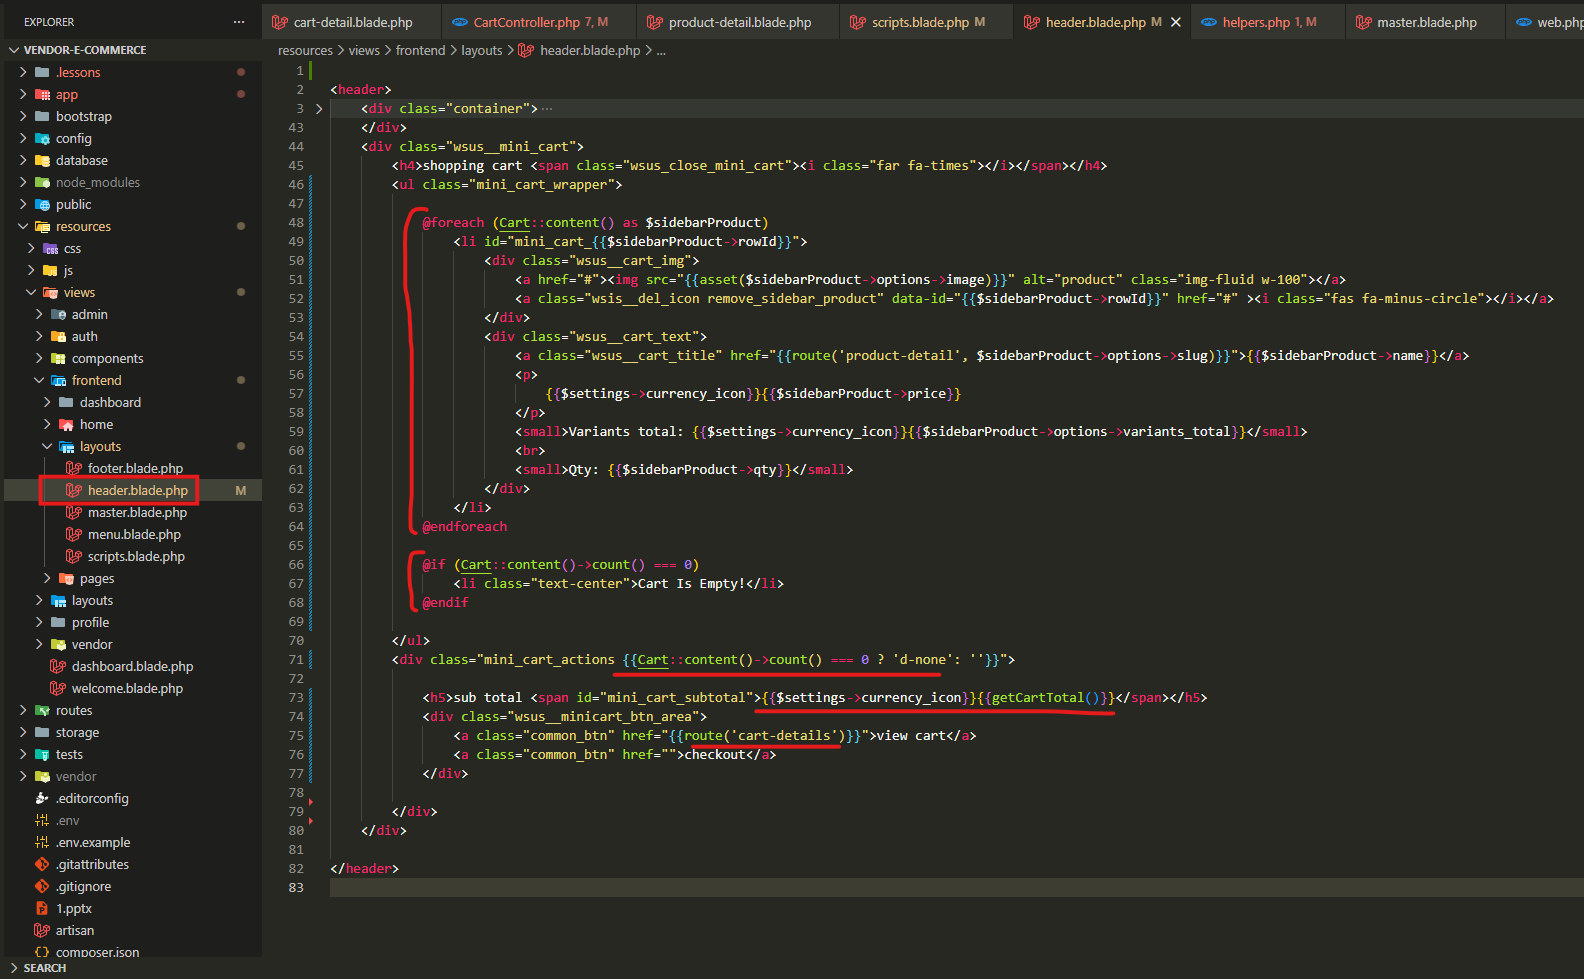 EXPLORER
···
cart-detail.blade.php
CartController.php 7, M
product-detail.blade.php
scripts.blade.php M
header.blade.php M
helpers.php 1, M
master.blade.php
web.php
resources > views > frontend > layouts > header.blade.php > ...
VENDOR-E-COMMERCE
.lessons
app
bootstrap
config
database
node_modules
public
resources
css
js
views
admin
auth
components
frontend
dashboard
home
layouts
footer.blade.php
header.blade.php M
master.blade.php
menu.blade.php
scripts.blade.php
pages
layouts
profile
vendor
dashboard.blade.php
welcome.blade.php
routes
storage
tests
vendor
.editorconfig
.env
.env.example
.gitattributes
.gitignore
1.pptx
artisan
composer.json
SEARCH
1
2 <header>
3 <div class="container">···
43 </div>
44 <div class="wsus__mini_cart">
45 <h4>shopping cart <span class="wsus_close_mini_cart"><i class="far fa-times"></i></span></h4>
46 <ul class="mini_cart_wrapper">
47
48 @foreach (Cart::content() as $sidebarProduct)
49 <li id="mini_cart_{{$sidebarProduct->rowId}}">
50 <div class="wsus__cart_img">
51 <a href="#"><img src="{{asset($sidebarProduct->options->image)}}" alt="product" class="img-fluid w-100"></a>
52 <a class="wsis__del_icon remove_sidebar_product" data-id="{{$sidebarProduct->rowId}}" href="#" ><i class="fas fa-minus-circle"></i></a>
53 </div>
54 <div class="wsus__cart_text">
55 <a class="wsus__cart_title" href="{{route('product-detail', $sidebarProduct->options->slug)}}">{{$sidebarProduct->name}}</a>
56 <p>
57 {{$settings->currency_icon}}{{$sidebarProduct->price}}
58 </p>
59 <small>Variants total: {{$settings->currency_icon}}{{$sidebarProduct->options->variants_total}}</small>
60 <br>
61 <small>Qty: {{$sidebarProduct->qty}}</small>
62 </div>
63 </li>
64 @endforeach
65
66 @if (Cart::content()->count() === 0)
67 <li class="text-center">Cart Is Empty!</li>
68 @endif
69
70 </ul>
71 <div class="mini_cart_actions {{Cart::content()->count() === 0 ? 'd-none': ''}}">
72
73 <h5>sub total <span id="mini_cart_subtotal">{{$settings->currency_icon}}{{getCartTotal()}}</span></h5>
74 <div class="wsus__minicart_btn_area">
75 <a class="common_btn" href="{{route('cart-details')}}">view cart</a>
76 <a class="common_btn" href="">checkout</a>
77 </div>
78
79 </div>
80 </div>
81
82 </header>
83